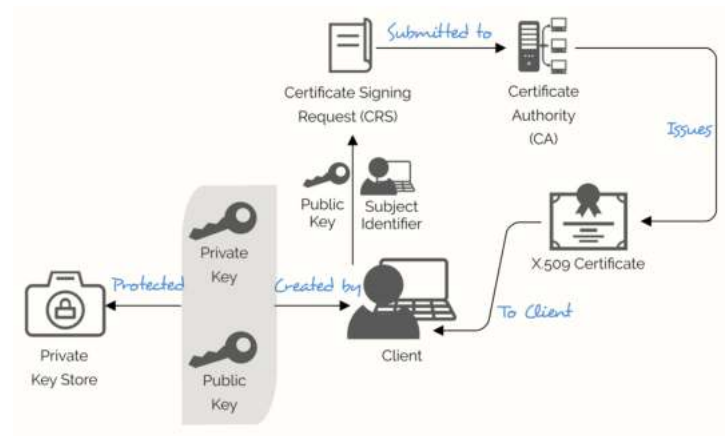 Submitted to
Certificate Signing
Request (CRS)
Certificate
Authority
(CA)
Issues
Public
Key
Subject
Identifier
X.509 Certificate
Private
Key
Protected
Created by
To Client
Client
Private
Key Store
Public
Key